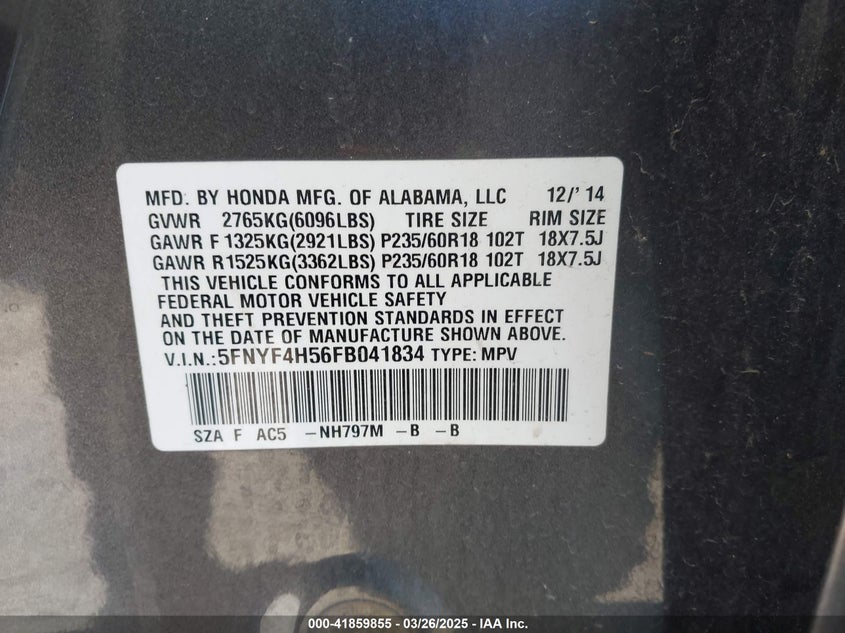 MFD. BY HONDA MFG. OF ALABAMA, LLC 12/'14
GVWR 2765KG(6096LBS) TIRE SIZE RIM SIZE
GAWR F 1325KG(2921LBS) P235/60R18 102T 18X7.5J
GAWR R1525KG(3362LBS) P235/60R18 102T 18X7.5J
THIS VEHICLE CONFORMS TO ALL APPLICABLE
FEDERAL MOTOR VEHICLE SAFETY
AND THEFT PREVENTION STANDARDS IN EFFECT
ON THE DATE OF MANUFACTURE SHOWN ABOVE.
V.I.N.:5FNYF4H56FB041834 TYPE: MPV
SZA F AC5 -NH797M -B -B
000-41859855 - 03/26/2025 - IAA Inc.